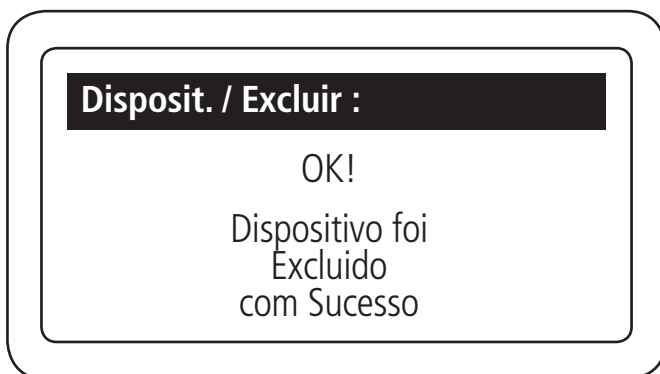 Disposit. / Excluir :
OK!
Dispositivo foi
Excluido
com Sucesso